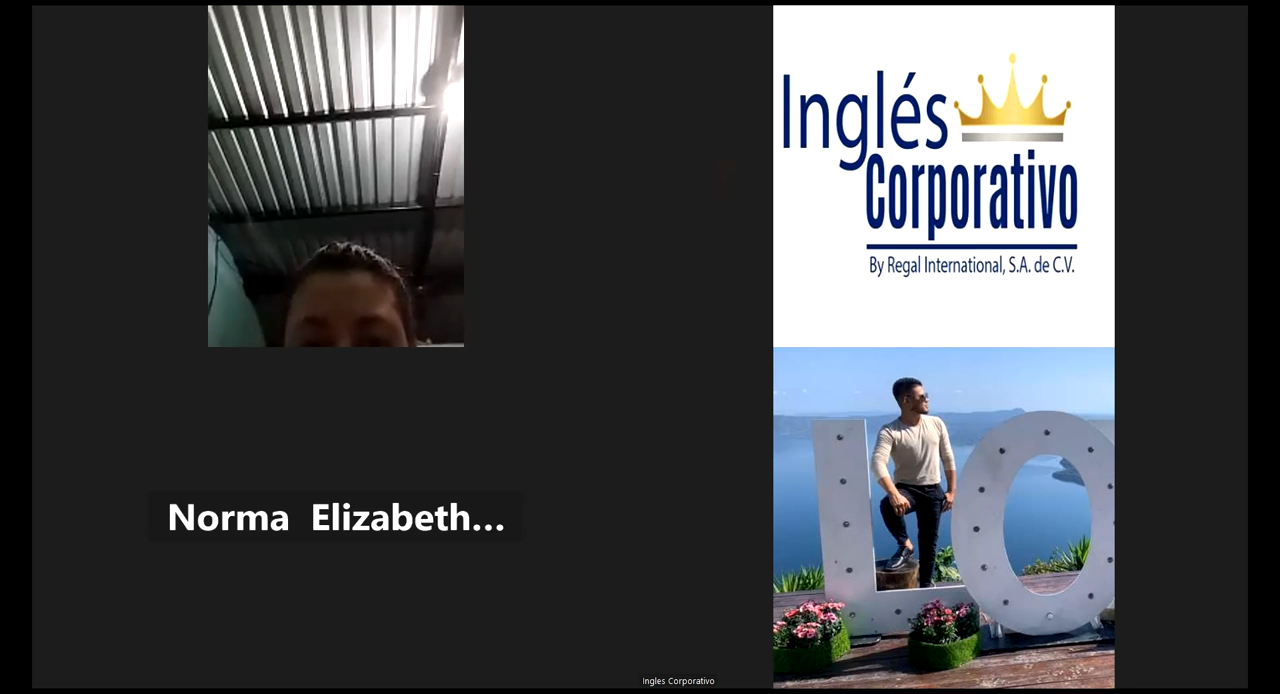 Inglés
Corporativo
By Regal International, S.A. de C.V.
LO
Norma Elizabeth...
Ingles Corporativo